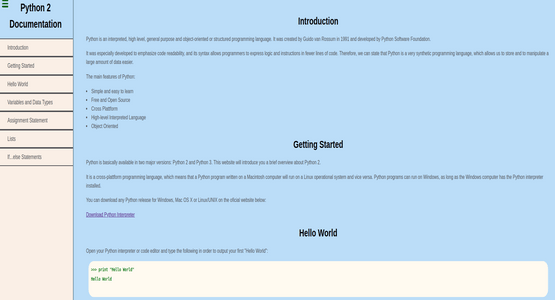 Python 2
Documentation
Introduction
Getting Started
Hello World
Variables and Data Types
Assignment Statement
Lists
If...else Statements
Introduction
Python is an interpreted, high level, general purpose and object-oriented or structured programming language. It was created by Guido van Rossum in 1991 and developed by Python Software Foundation.
It was especially developed to emphasize code readability, and its syntax allows programmers to express logic and instructions in fewer lines of code. Therefore, we can state that Python is a very synthetic programming language, which allows us to store and to manipulate a
large amount of data easier.
The main features of Python:
Simple and easy to learn
Free and Open Source
Cross Plattform
High-level Interpreted Language
Object Oriented
Getting Started
Python is basically available in two major versions: Python 2 and Python 3. This website will introduce you a brief overview about Python 2.
It is a cross-platform programming language, which means that a Python program written on a Macintosh computer will run on a Linux operational system and vice versa. Python programs can run on Windows, as long as the Windows computer has the Python interpreter
installed.
You can download any Python release for Windows, Mac OS X or Linux/UNIX on the oficial website below:
Download Python Interpreter
Hello World
Open your Python interpreter or code editor and type the following in order to output your first "Hello World":
>>> print "Hello World"
Hello World